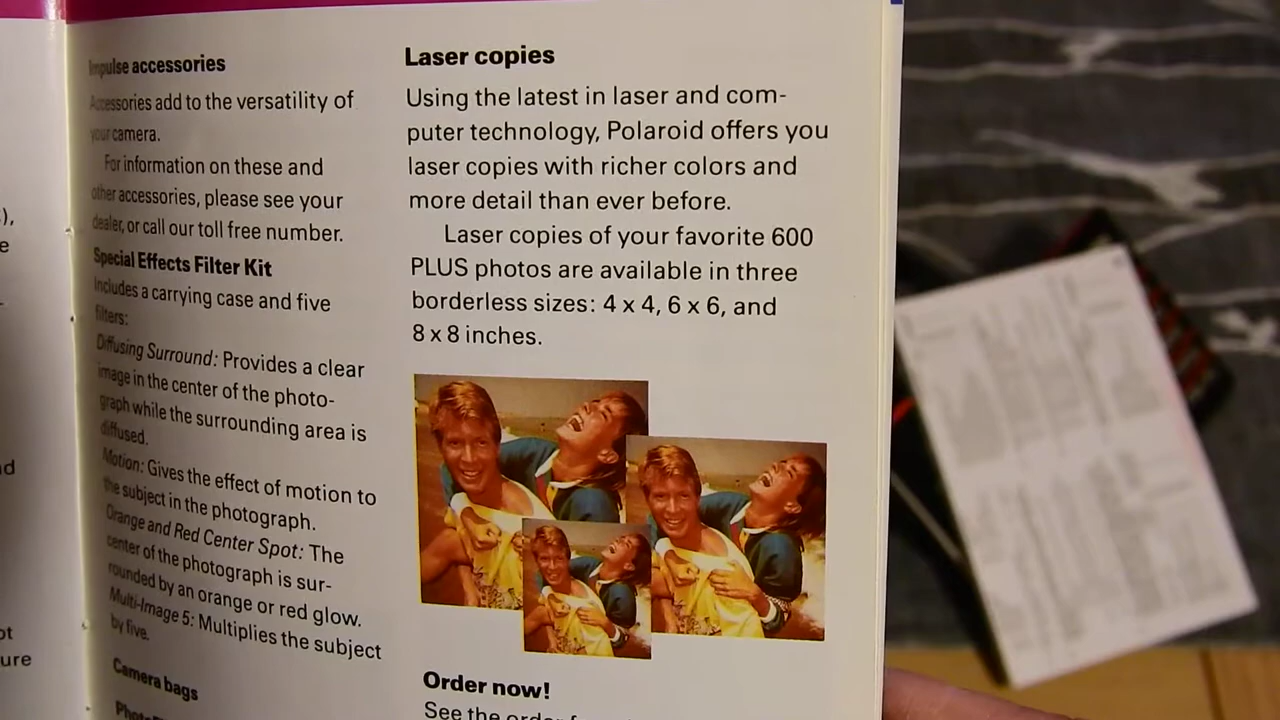 ),
e
d
ot
ure
Impulse accessories
Accessories add to the versatility of
your camera.
For information on these and
other accessories, please see your
dealer, or call our toll free number.
Special Effects Filter Kit
Includes a carrying case and five
filters:
Diffusing Surround: Provides a clear
image in the center of the photo-
graph while the surrounding area is
diffused.
Motion: Gives the effect of motion to
the subject in the photograph.
Orange and Red Center Spot: The
center of the photograph is sur-
rounded by an orange or red glow.
Multi-Image 5: Multiplies the subject
by five.
Camera bags
Laser copies
Using the latest in laser and com-
puter technology, Polaroid offers you
laser copies with richer colors and
more detail than ever before.
Laser copies of your favorite 600
PLUS photos are available in three
borderless sizes: 4 x 4, 6 x 6, and
8 x 8 inches.
Order now!
See the order